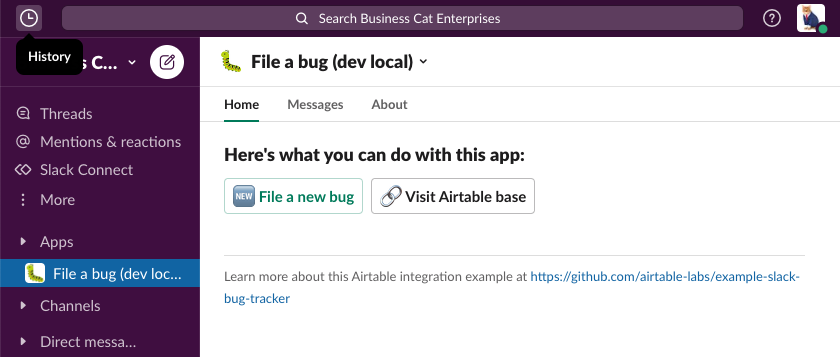 Search Business Cat Enterprises
History
s C...
File a bug (dev local)
Threads
Mentions & reactions
Slack Connect
More
Apps
File a bug (dev loc...
Channels
Direct messa...
Home Messages About
Here's what you can do with this app:
NEW File a new bug Visit Airtable base
Learn more about this Airtable integration example at https://github.com/airtable-labs/example-slack-
bug-tracker